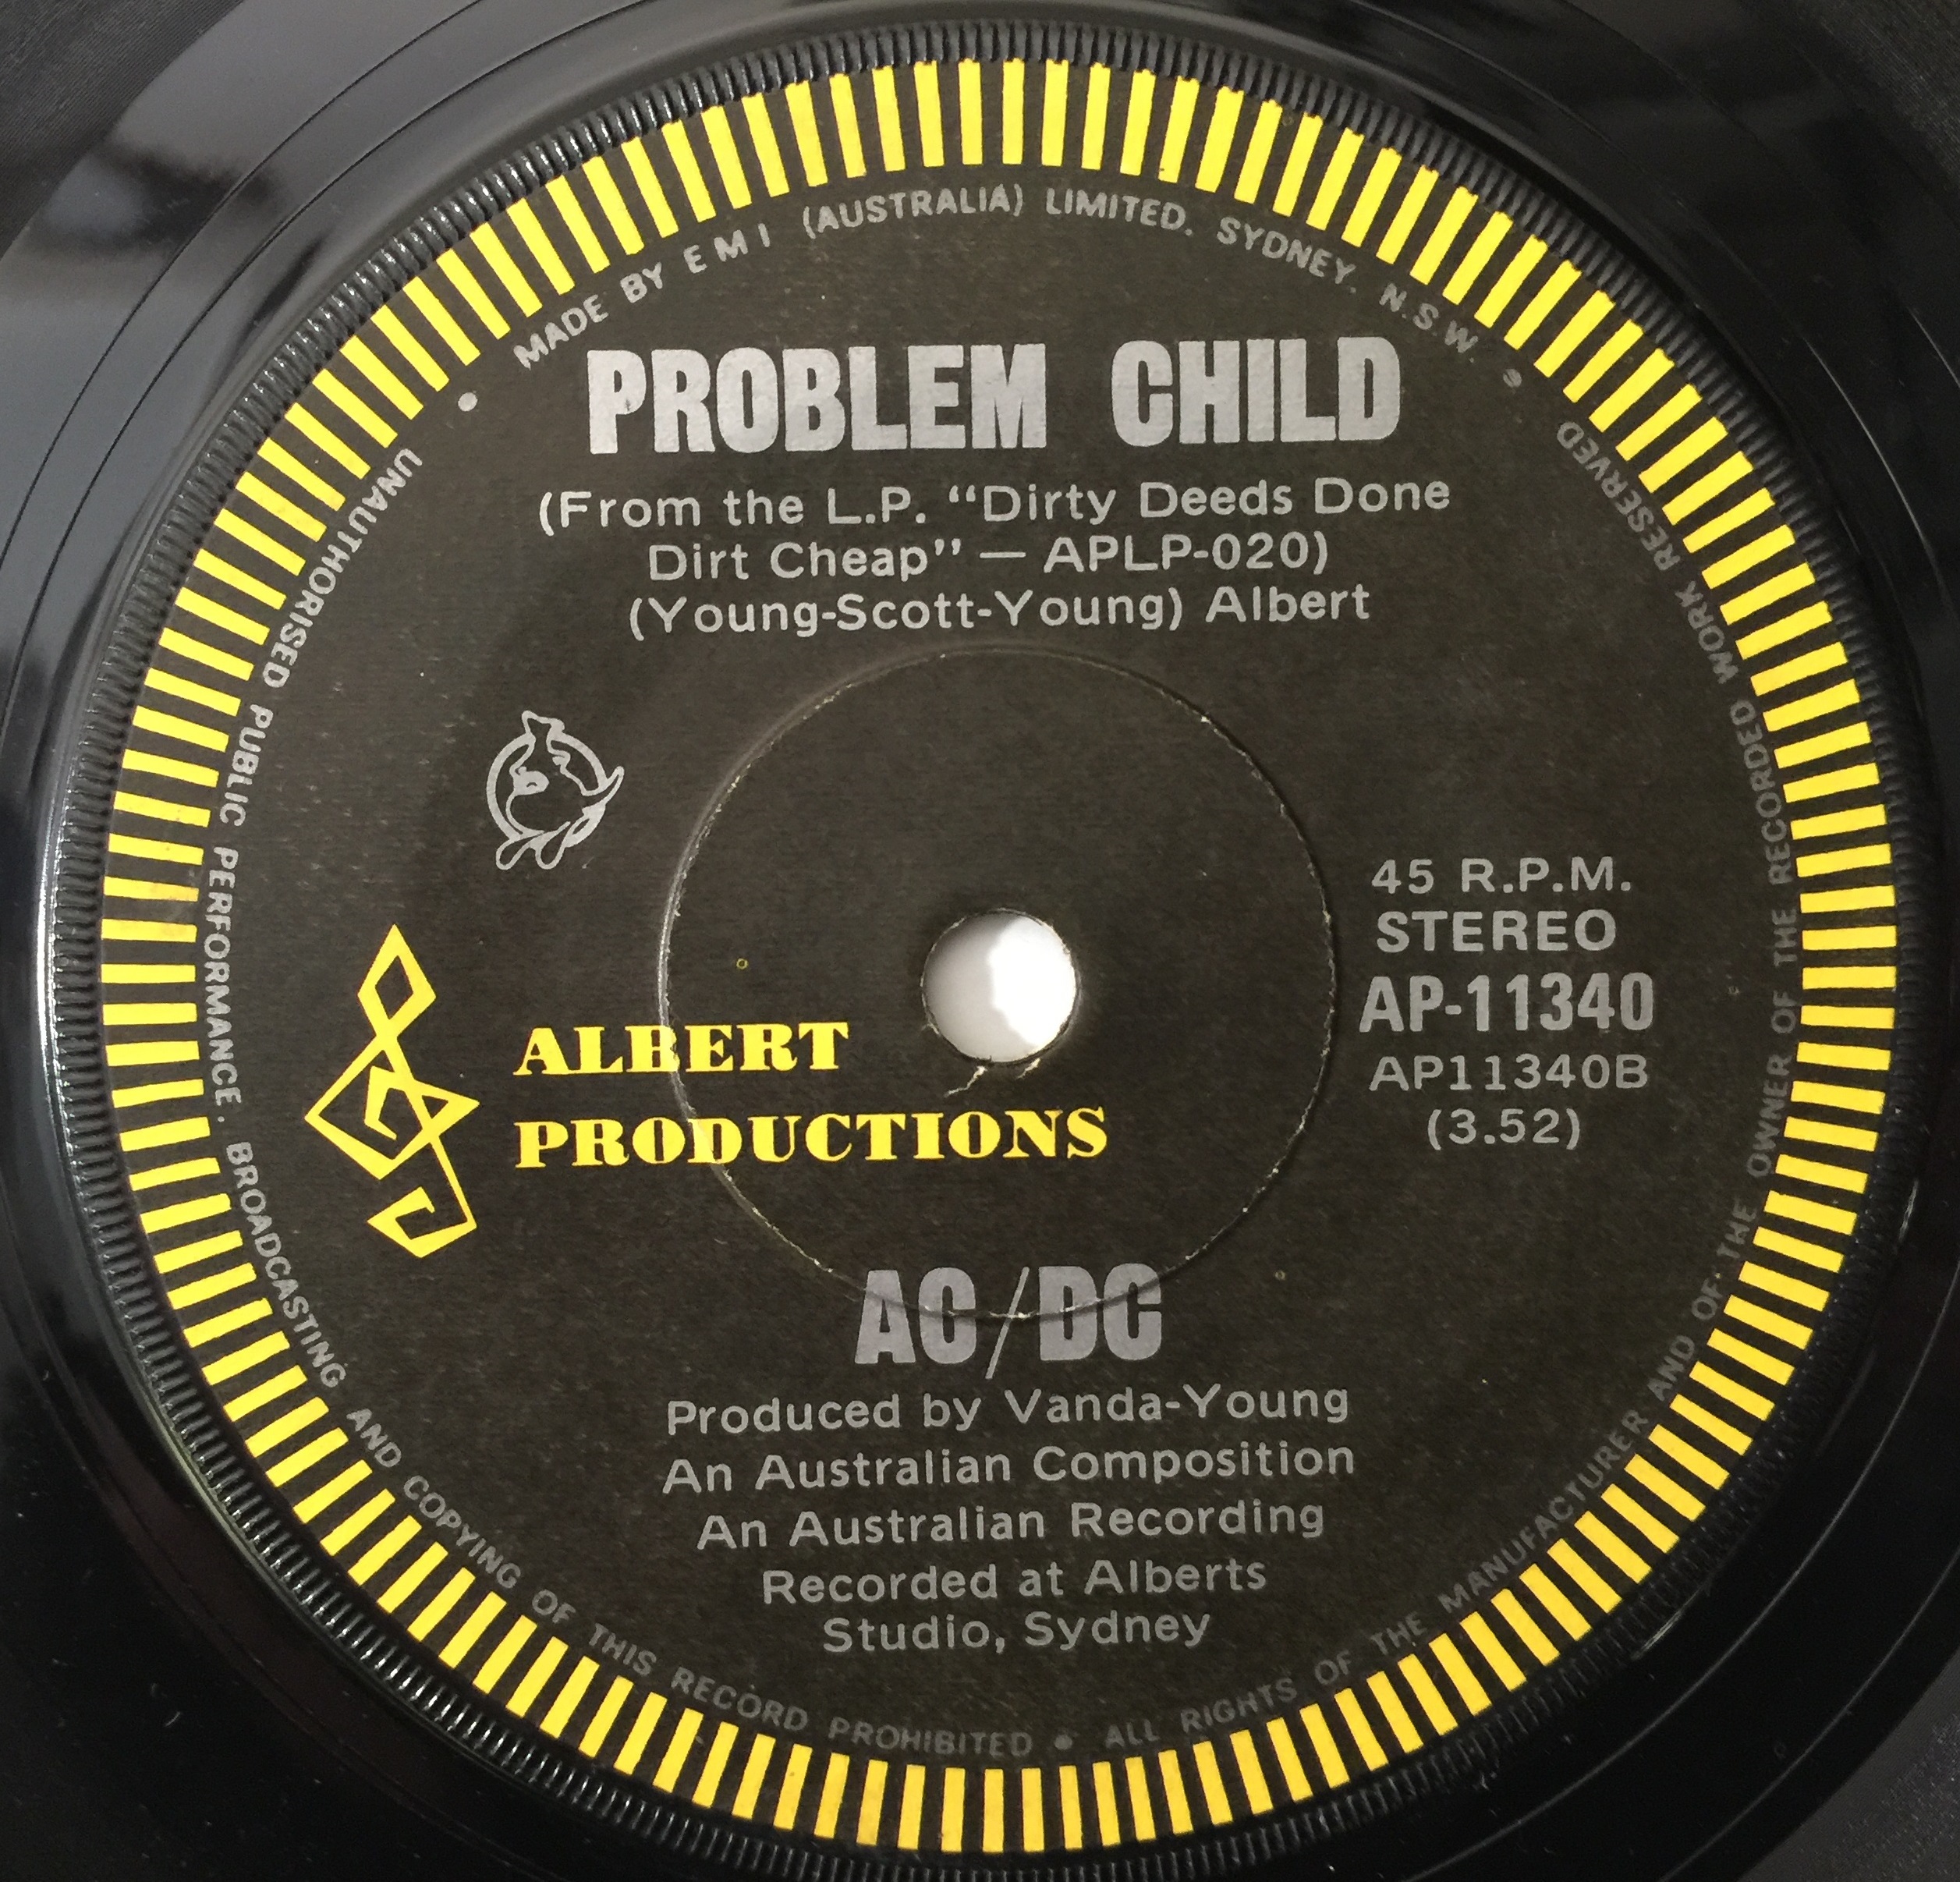 MADE BY EMI (AUSTRALIA) LIMITED. SYDNEY. N.S.W. •
PROBLEM CHILD
(From the L.P. “Dirty Deeds Done
Dirt Cheap” — APLP-020)
(Young-Scott-Young) Albert
45 R.P.M.
STEREO
AP-11340
AP11340B
(3.52)
ALBERT
PRODUCTIONS
AC/DC
Produced by Vanda-Young
An Australian Composition
An Australian Recording
Recorded at Alberts
Studio, Sydney
• UNAUTHORISED PUBLIC PERFORMANCE. BROADCASTING AND COPYING OF THIS RECORD PROHIBITED • ALL RIGHTS OF THE MANUFACTURER AND OF THE OWNER OF THE RECORDED WORK RESERVED